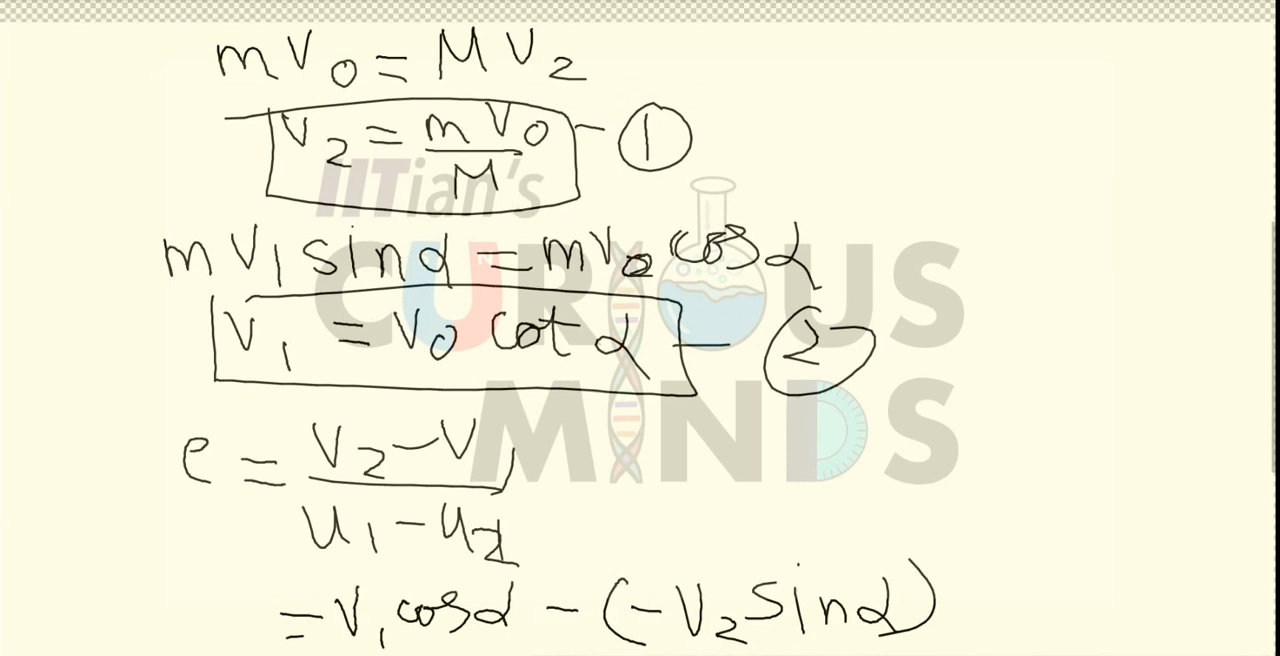 mv₀ = MV₂
V₂ = mV₀/M - ①
IITian's
mV₁ sinα = mv₀ cosα
CURIOUS
V₁ = V₀ cot α - ②
MINDS
e = (V₂ - V₁)/(u₁ - u₂)
= V₁ cosα - (-V₂ sinα)